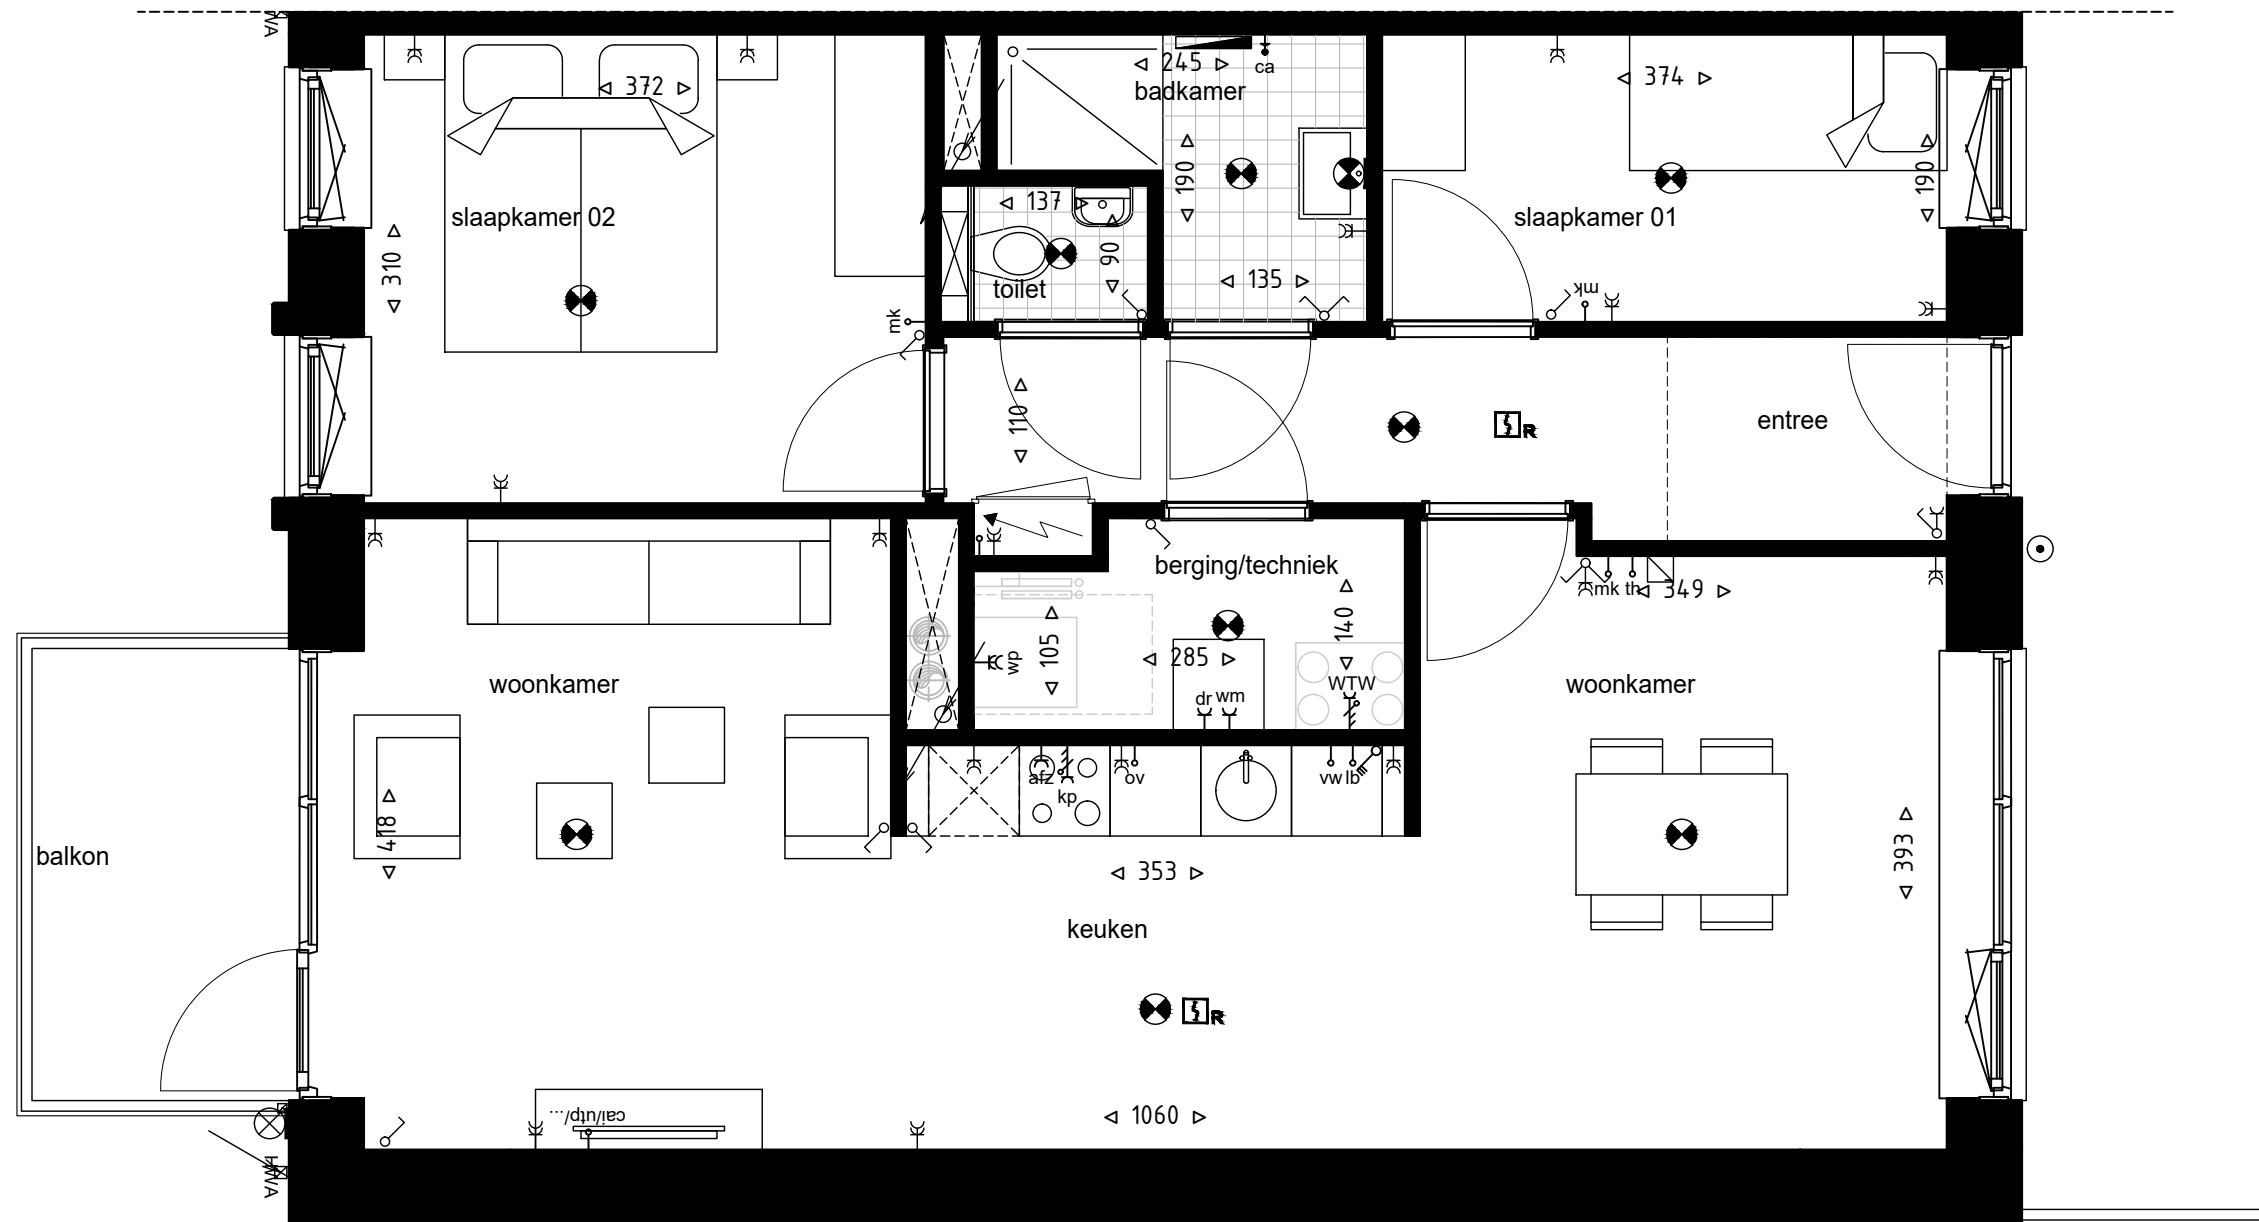 HWA
245
ca
badkamer
372
374
190
190
137
slaapkamer 02
slaapkamer 01
90
310
135
toilet
mk
mk
110
entree
R
berging/techniek
mk th
349
105
wp
140
285
WTW
dr wm
woonkamer
woonkamer
afz
kp
ov
vw lb
418
393
balkon
353
keuken
R
cai/utp/...
1060
HWA